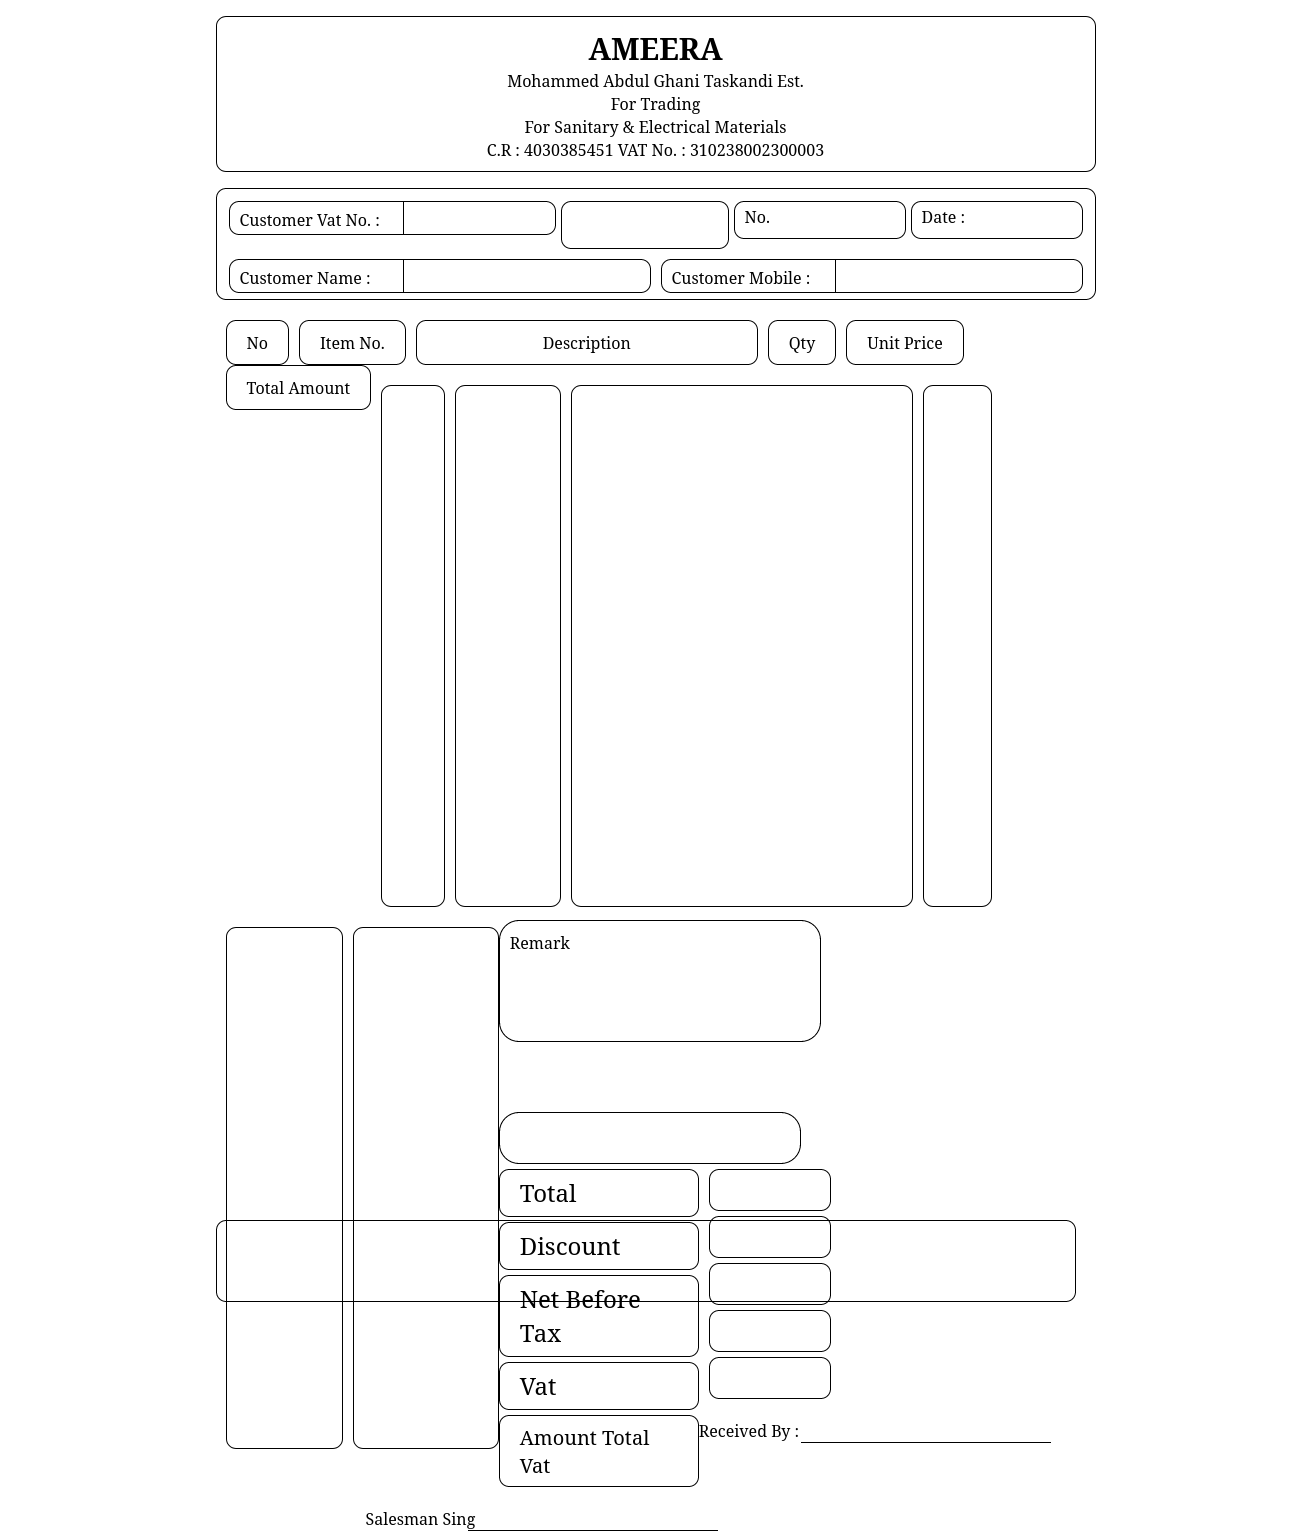 AMEERA
Mohammed Abdul Ghani Taskandi Est.
For Trading
For Sanitary & Electrical Materials
C.R : 4030385451 VAT No. : 310238002300003
Customer Vat No. :
No.
Date :
Customer Name :
Customer Mobile :
No
Item No.
Description
Qty
Unit Price
Total Amount
Remark
Total
Discount
Net Before
Tax
Vat
Amount Total
Vat
Received By :
Salesman Sing